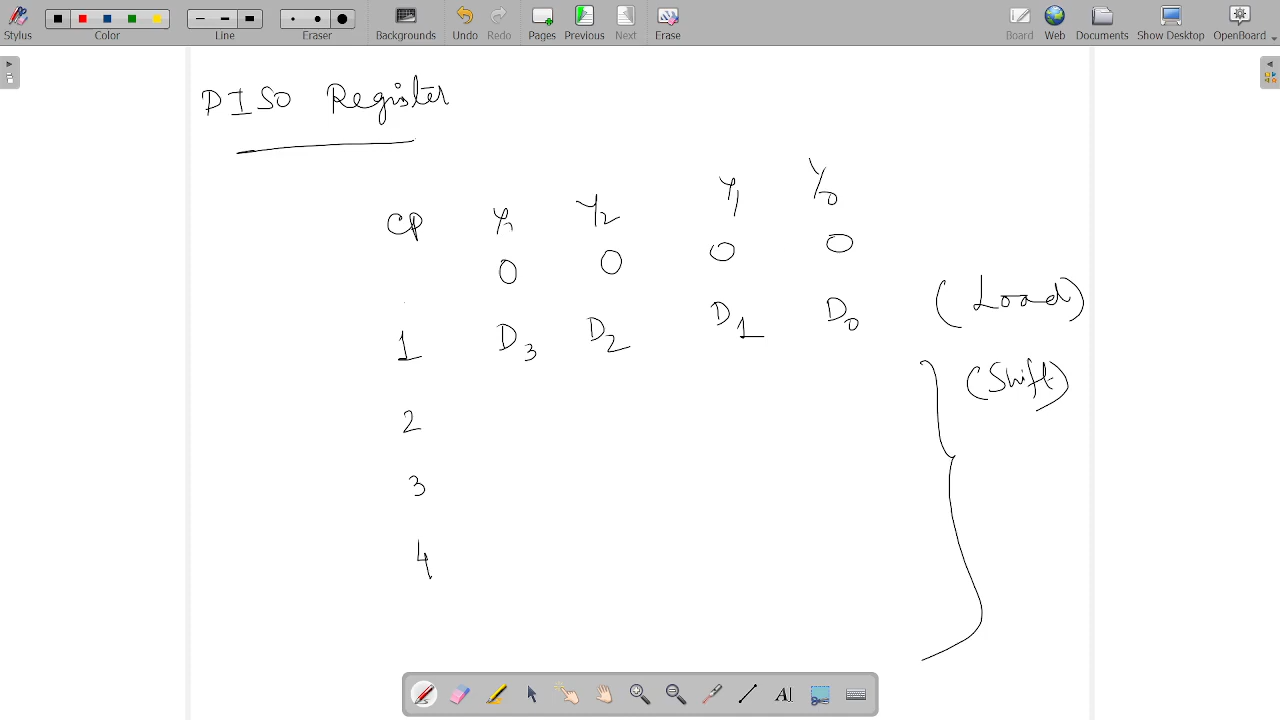 Stylus Color Line Eraser Backgrounds Undo Redo Pages Previous Next Erase Board Web Documents Show Desktop OpenBoard
PISO Register
CP Y₂ Y₁ Y₀
0 0 0 0
1 D₃ D₂ D₁ D₀ (Load)
2 (Shift)
3
4